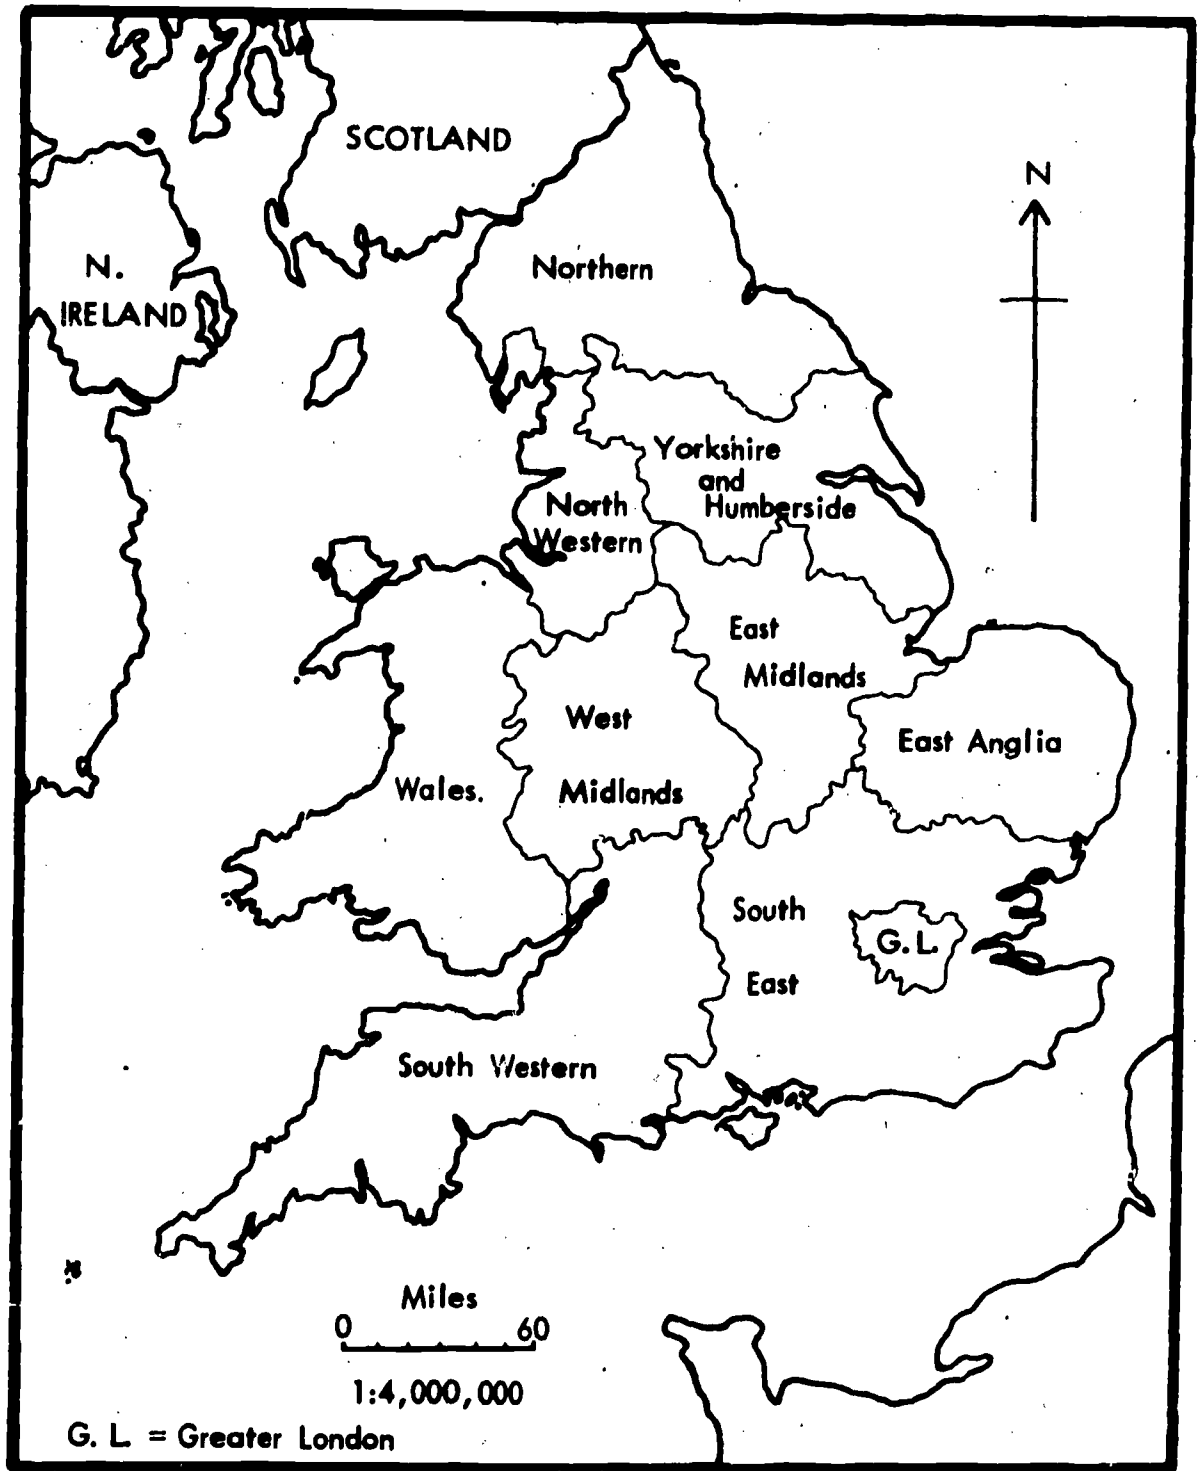 SCOTLAND
N
N.
IRELAND
Northern
Yorkshire
and
Humberside
North
Western
East
Midlands
West
Midlands
East Anglia
Wales.
South
East
G.L.
South Western
Miles
0 60
1:4,000,000
G. L. = Greater London